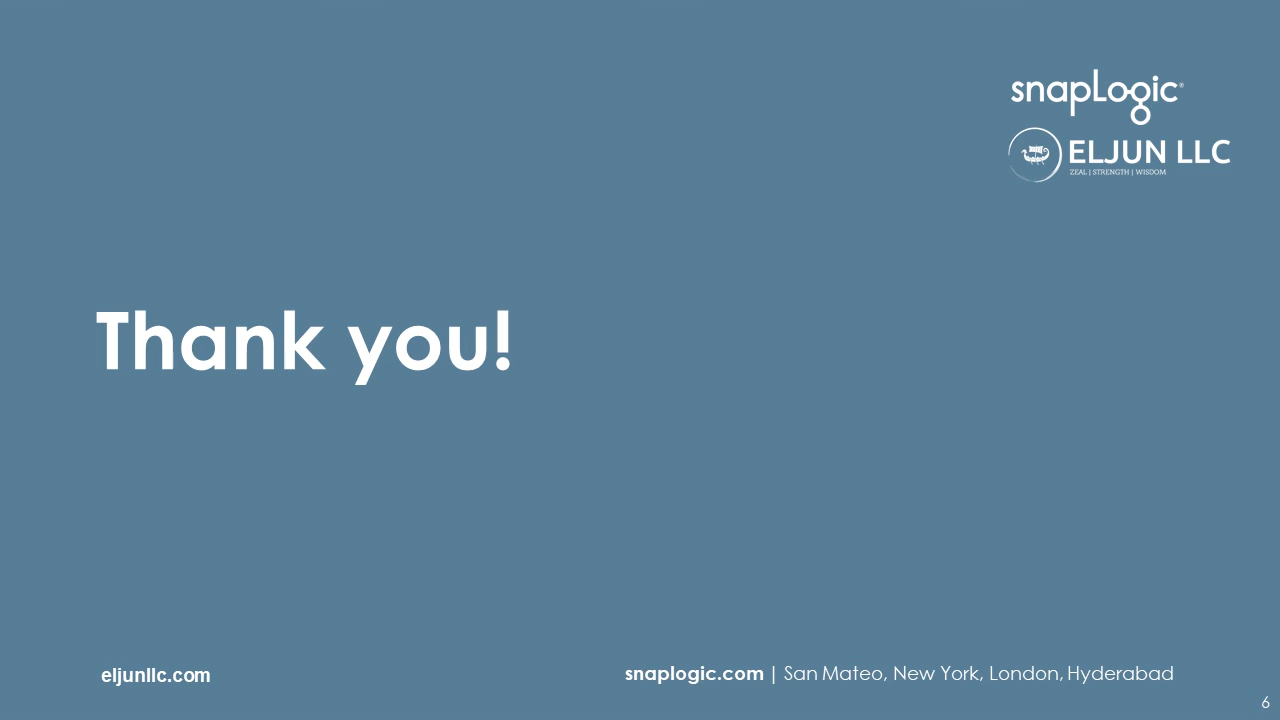 snapLogic®
ELJUN LLC
ZEAL | STRENGTH | WISDOM
Thank you!
eljunllc.com
snaplogic.com | San Mateo, New York, London, Hyderabad
6